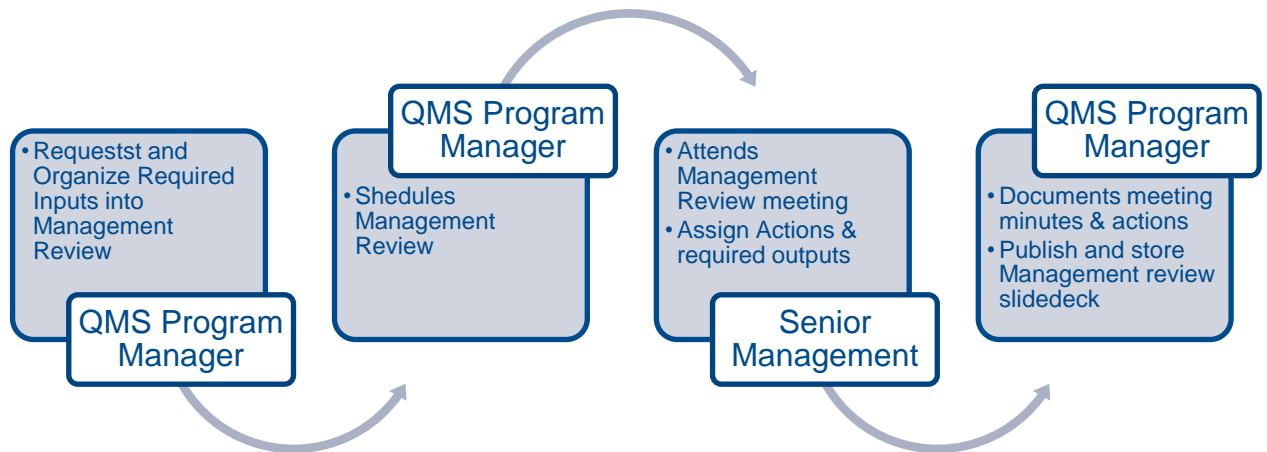 • Requestst and
Organize Required
Inputs into
Management
Review
QMS Program
Manager
QMS Program
Manager
• Shedules
Management
Review
• Attends
Management
Review meeting
• Assign Actions &
required outputs
Senior
Management
QMS Program
Manager
• Documents meeting
minutes & actions
• Publish and store
Management review
slidedeck